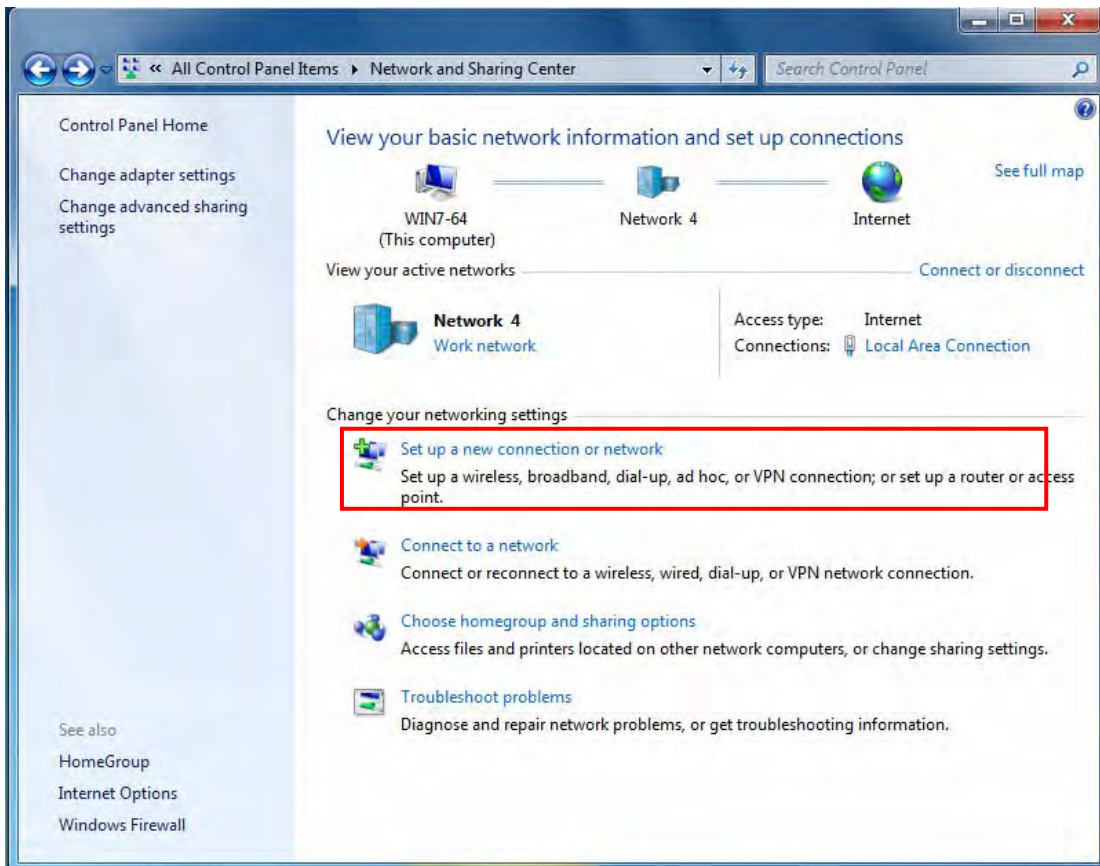 « All Control Panel Items ▸ Network and Sharing Center
Search Control Panel
Control Panel Home
Change adapter settings
Change advanced sharing
settings
View your basic network information and set up connections
See full map
WIN7-64
(This computer)
Network 4
Internet
View your active networks
Connect or disconnect
Network 4
Work network
Access type: Internet
Connections: Local Area Connection
Change your networking settings
Set up a new connection or network
Set up a wireless, broadband, dial-up, ad hoc, or VPN connection; or set up a router or access
point.
Connect to a network
Connect or reconnect to a wireless, wired, dial-up, or VPN network connection.
Choose homegroup and sharing options
Access files and printers located on other network computers, or change sharing settings.
Troubleshoot problems
Diagnose and repair network problems, or get troubleshooting information.
See also
HomeGroup
Internet Options
Windows Firewall